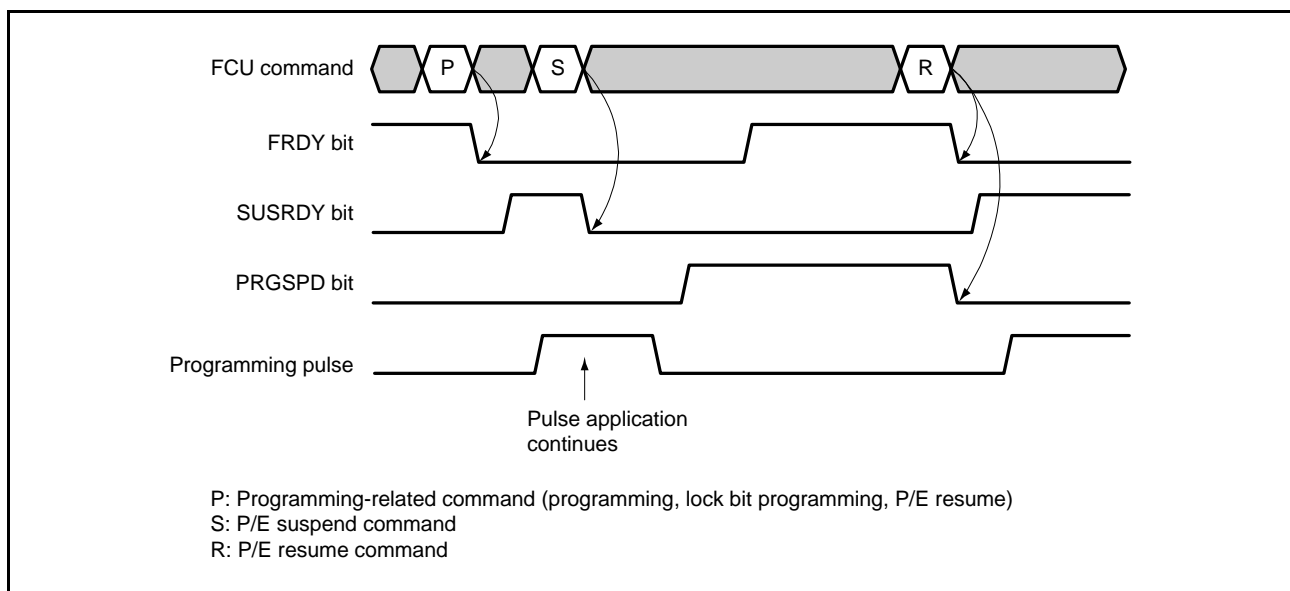 FCU command
P
S
R
FRDY bit
SUSRDY bit
PRGSPD bit
Programming pulse
Pulse application
continues
P: Programming-related command (programming, lock bit programming, P/E resume)
S: P/E suspend command
R: P/E resume command